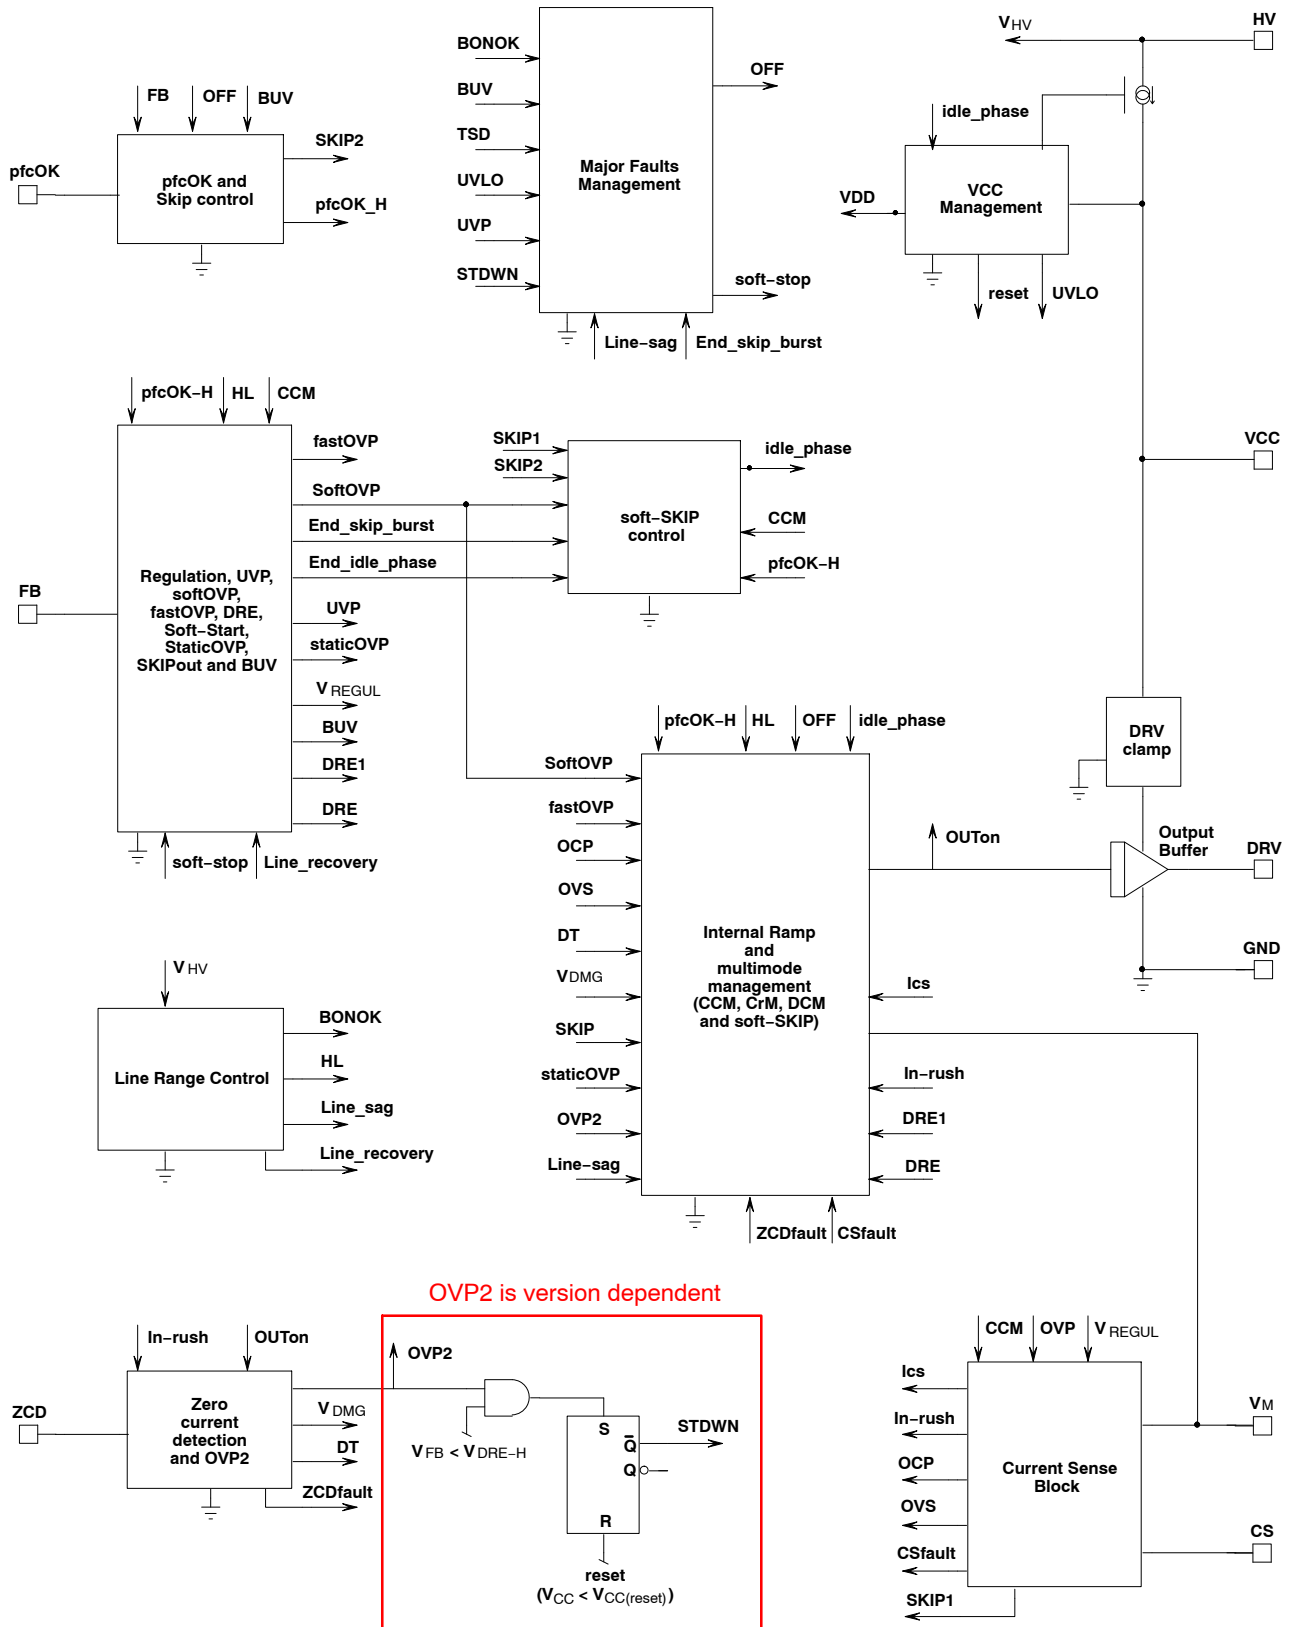 HV
VHV
BONOK
OFF
BUV
TSD
UVLO
UVP
STDWN
Major Faults
Management
soft-stop
Line-sag
End_skip_burst
FB
OFF
BUV
SKIP2
pfcOK
pfcOK and
Skip control
pfcOK_H
idle_phase
VCC
Management
VDD
reset
UVLO
pfcOK-H
HL
CCM
fastOVP
SoftOVP
End_skip_burst
End_idle_phase
FB
Regulation, UVP,
softOVP,
fastOVP, DRE,
Soft-Start,
StaticOVP,
SKIPout and BUV
UVP
staticOVP
VREGUL
BUV
DRE1
DRE
soft-stop
Line_recovery
SKIP1
SKIP2
idle_phase
soft-SKIP
control
CCM
pfcOK-H
VCC
DRV
clamp
pfcOK-H
HL
OFF
idle_phase
SoftOVP
fastOVP
OCP
OVS
DT
VDMG
SKIP
staticOVP
OVP2
Line-sag
Internal Ramp
and
multimode
management
(CCM, CrM, DCM
and soft-SKIP)
OUTon
Output
Buffer
DRV
GND
Ics
In-rush
DRE1
DRE
ZCDfault
CSfault
VHV
Line Range Control
BONOK
HL
Line_sag
Line_recovery
OVP2 is version dependent
In-rush
OUTon
OVP2
ZCD
Zero
current
detection
and OVP2
VDMG
DT
ZCDfault
VFB < VDRE-H
S
Q̅
Q
R
STDWN
reset
(VCC < VCC(reset))
CCM
OVP
VREGUL
Ics
In-rush
OCP
OVS
CSfault
SKIP1
Current Sense
Block
VM
CS